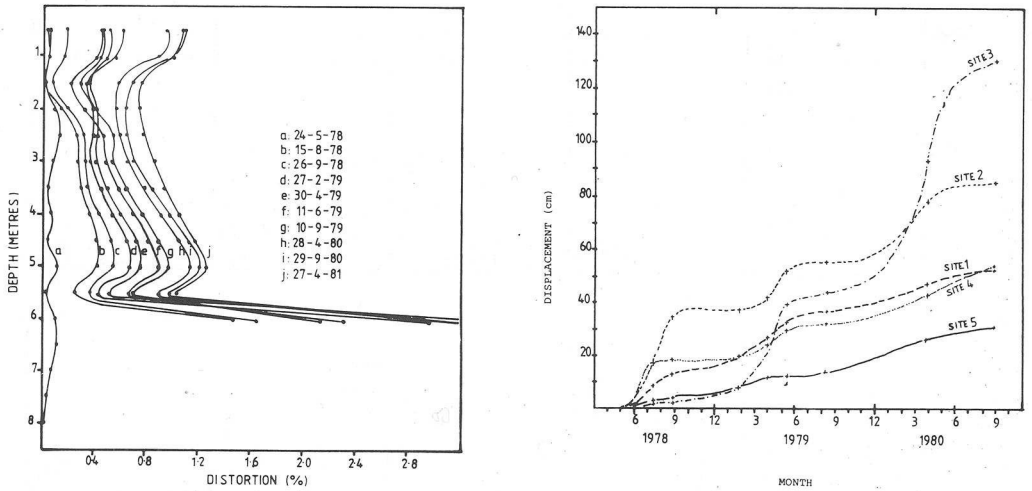 DEPTH (METRES)
1
2
3
4
5
6
7
8
a b c d e f g h i j
a: 24-5-78
b: 15-8-78
c: 26-9-78
d: 27-2-79
e: 30-4-79
f: 11-6-79
g: 10-9-79
h: 28-4-80
i: 29-9-80
j: 27-4-81
0·4 0·8 1·2 1·6 2·4 2·8
DISTORTION (%)
DISPLACEMENT (cm)
140
120
100
80
60
40
20
SITE 3
SITE 2
SITE 1
SITE 4
SITE 5
6 9 12 3 6 9 12 3 6 9
1978 1979 1980
MONTH